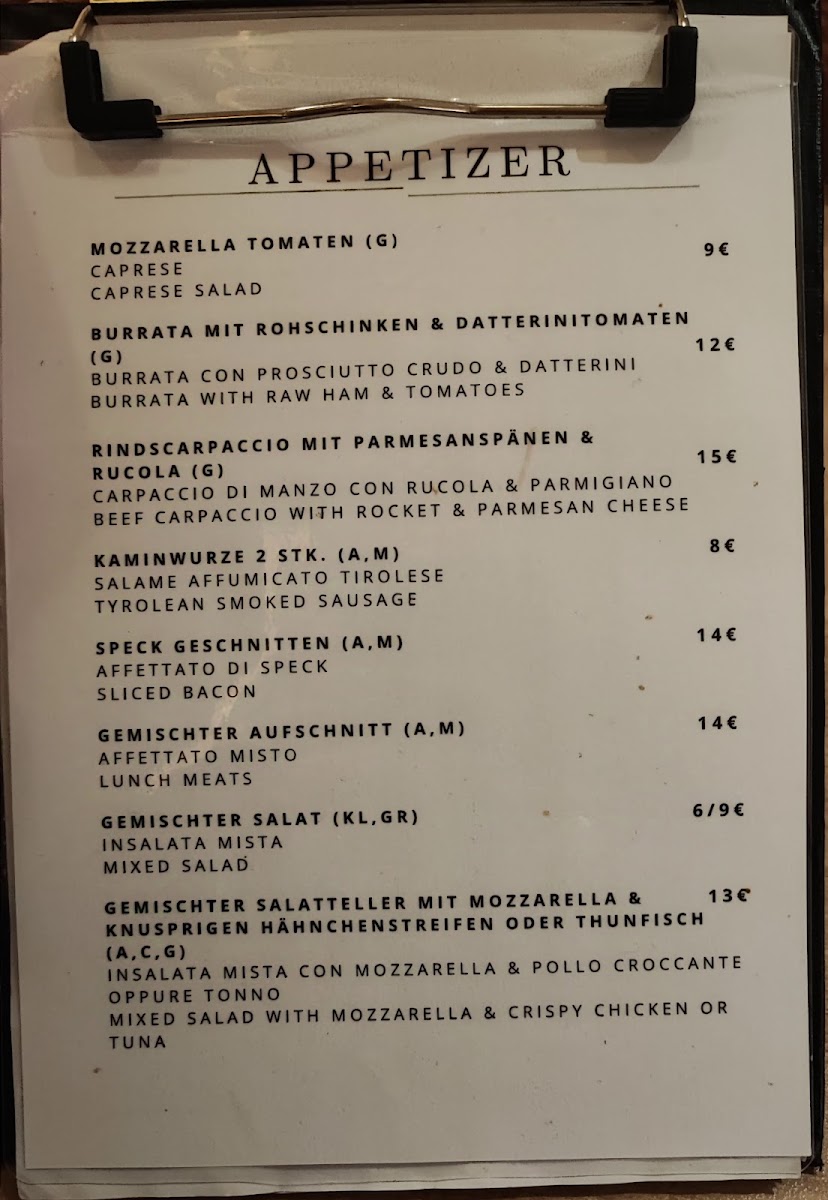 APPETIZER
MOZZARELLA TOMATEN (G)
9€
CAPRESE
CAPRESE SALAD
BURRATA MIT ROHSCHINKEN & DATTERINITOMATEN
(G)
12€
BURRATA CON PROSCIUTTO CRUDO & DATTERINI
BURRATA WITH RAW HAM & TOMATOES
RINDSCARPACCIO MIT PARMESANSPÄNEN &
RUCOLA (G)
15€
CARPACCIO DI MANZO CON RUCOLA & PARMIGIANO
BEEF CARPACCIO WITH ROCKET & PARMESAN CHEESE
KAMINWURZE 2 STK. (A,M)
8€
SALAME AFFUMICATO TIROLESE
TYROLEAN SMOKED SAUSAGE
SPECK GESCHNITTEN (A,M)
14€
AFFETTATO DI SPECK
SLICED BACON
GEMISCHTER AUFSCHNITT (A,M)
14€
AFFETTATO MISTO
LUNCH MEATS
GEMISCHTER SALAT (KL,GR)
6/9€
INSALATA MISTA
MIXED SALAD
GEMISCHTER SALATTELLER MIT MOZZARELLA &
13€
KNUSPRIGEN HÄHNCHENSTREIFEN ODER THUNFISCH
(A,C,G)
INSALATA MISTA CON MOZZARELLA & POLLO CROCCANTE
OPPURE TONNO
MIXED SALAD WITH MOZZARELLA & CRISPY CHICKEN OR
TUNA